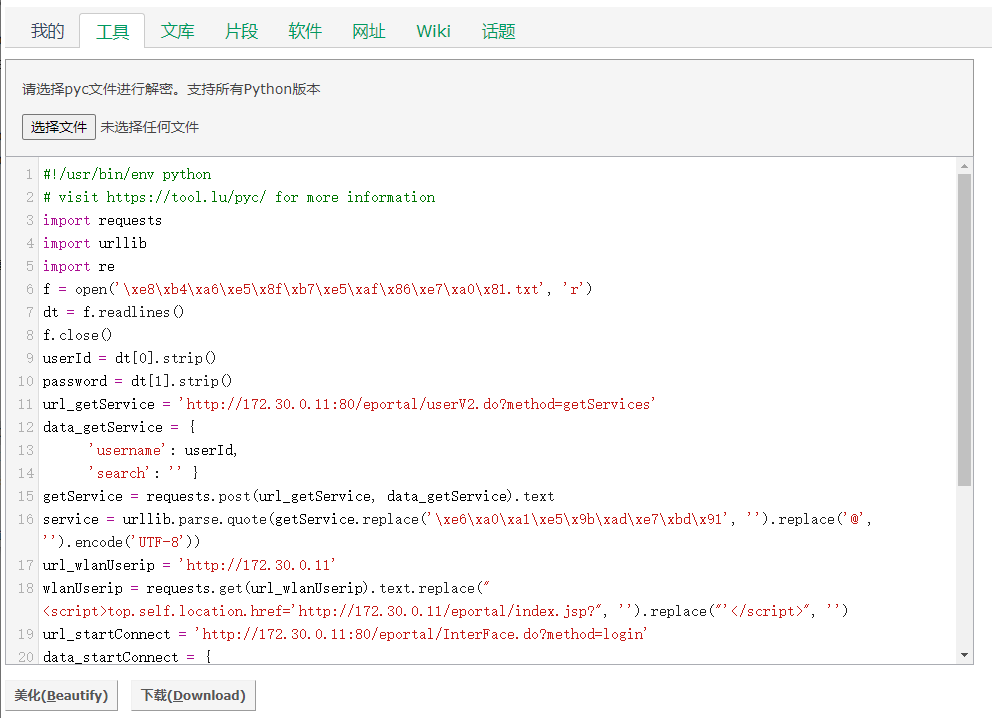 我的 工具 文库 片段 软件 网址 Wiki 话题
请选择pyc文件进行解密。支持所有Python版本
选择文件 未选择任何文件
1 #!/usr/bin/env python
2 # visit https://tool.lu/pyc/ for more information
3 import requests
4 import urllib
5 import re
6 f = open('\xe8\xb4\xa6\xe5\x8f\xb7\xe5\xaf\x86\xe7\xa0\x81.txt', 'r')
7 dt = f.readlines()
8 f.close()
9 userId = dt[0].strip()
10 password = dt[1].strip()
11 url_getService = 'http://172.30.0.11:80/eportal/userV2.do?method=getServices'
12 data_getService = {
13 'username': userId,
14 'search': '' }
15 getService = requests.post(url_getService, data_getService).text
16 service = urllib.parse.quote(getService.replace('\xe6\xa0\xa1\xe5\x9b\xad\xe7\xbd\x91', '').replace('@',
'').encode('UTF-8'))
17 url_wlanUserip = 'http://172.30.0.11'
18 wlanUserip = requests.get(url_wlanUserip).text.replace("
<script>top.self.location.href='http://172.30.0.11/eportal/index.jsp?", '').replace("'</script>", '')
19 url_startConnect = 'http://172.30.0.11:80/eportal/InterFace.do?method=login'
20 data_startConnect = {
美化(Beautify) 下载(Download)